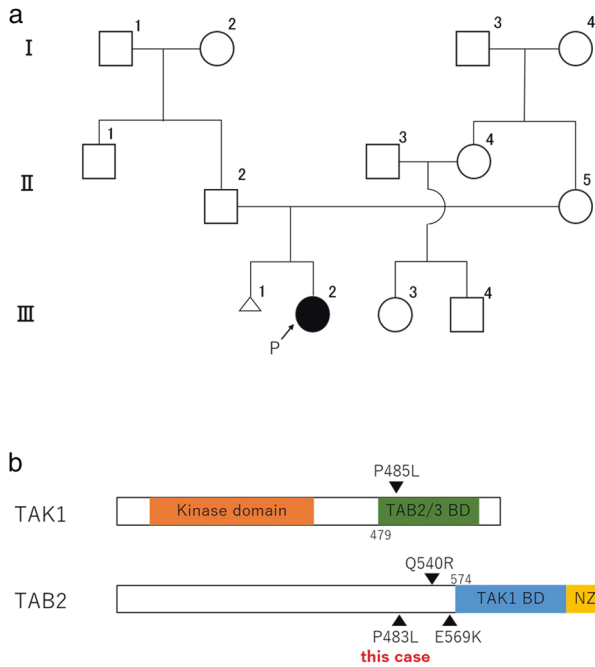 a
I
1
2
3
4
II
1
2
3
4
5
III
1
2
3
4
P
b
P485L
TAK1
Kinase domain
TAB2/3 BD
479
Q540R
574
TAB2
TAK1 BD
NZ
P483L
E569K
this case